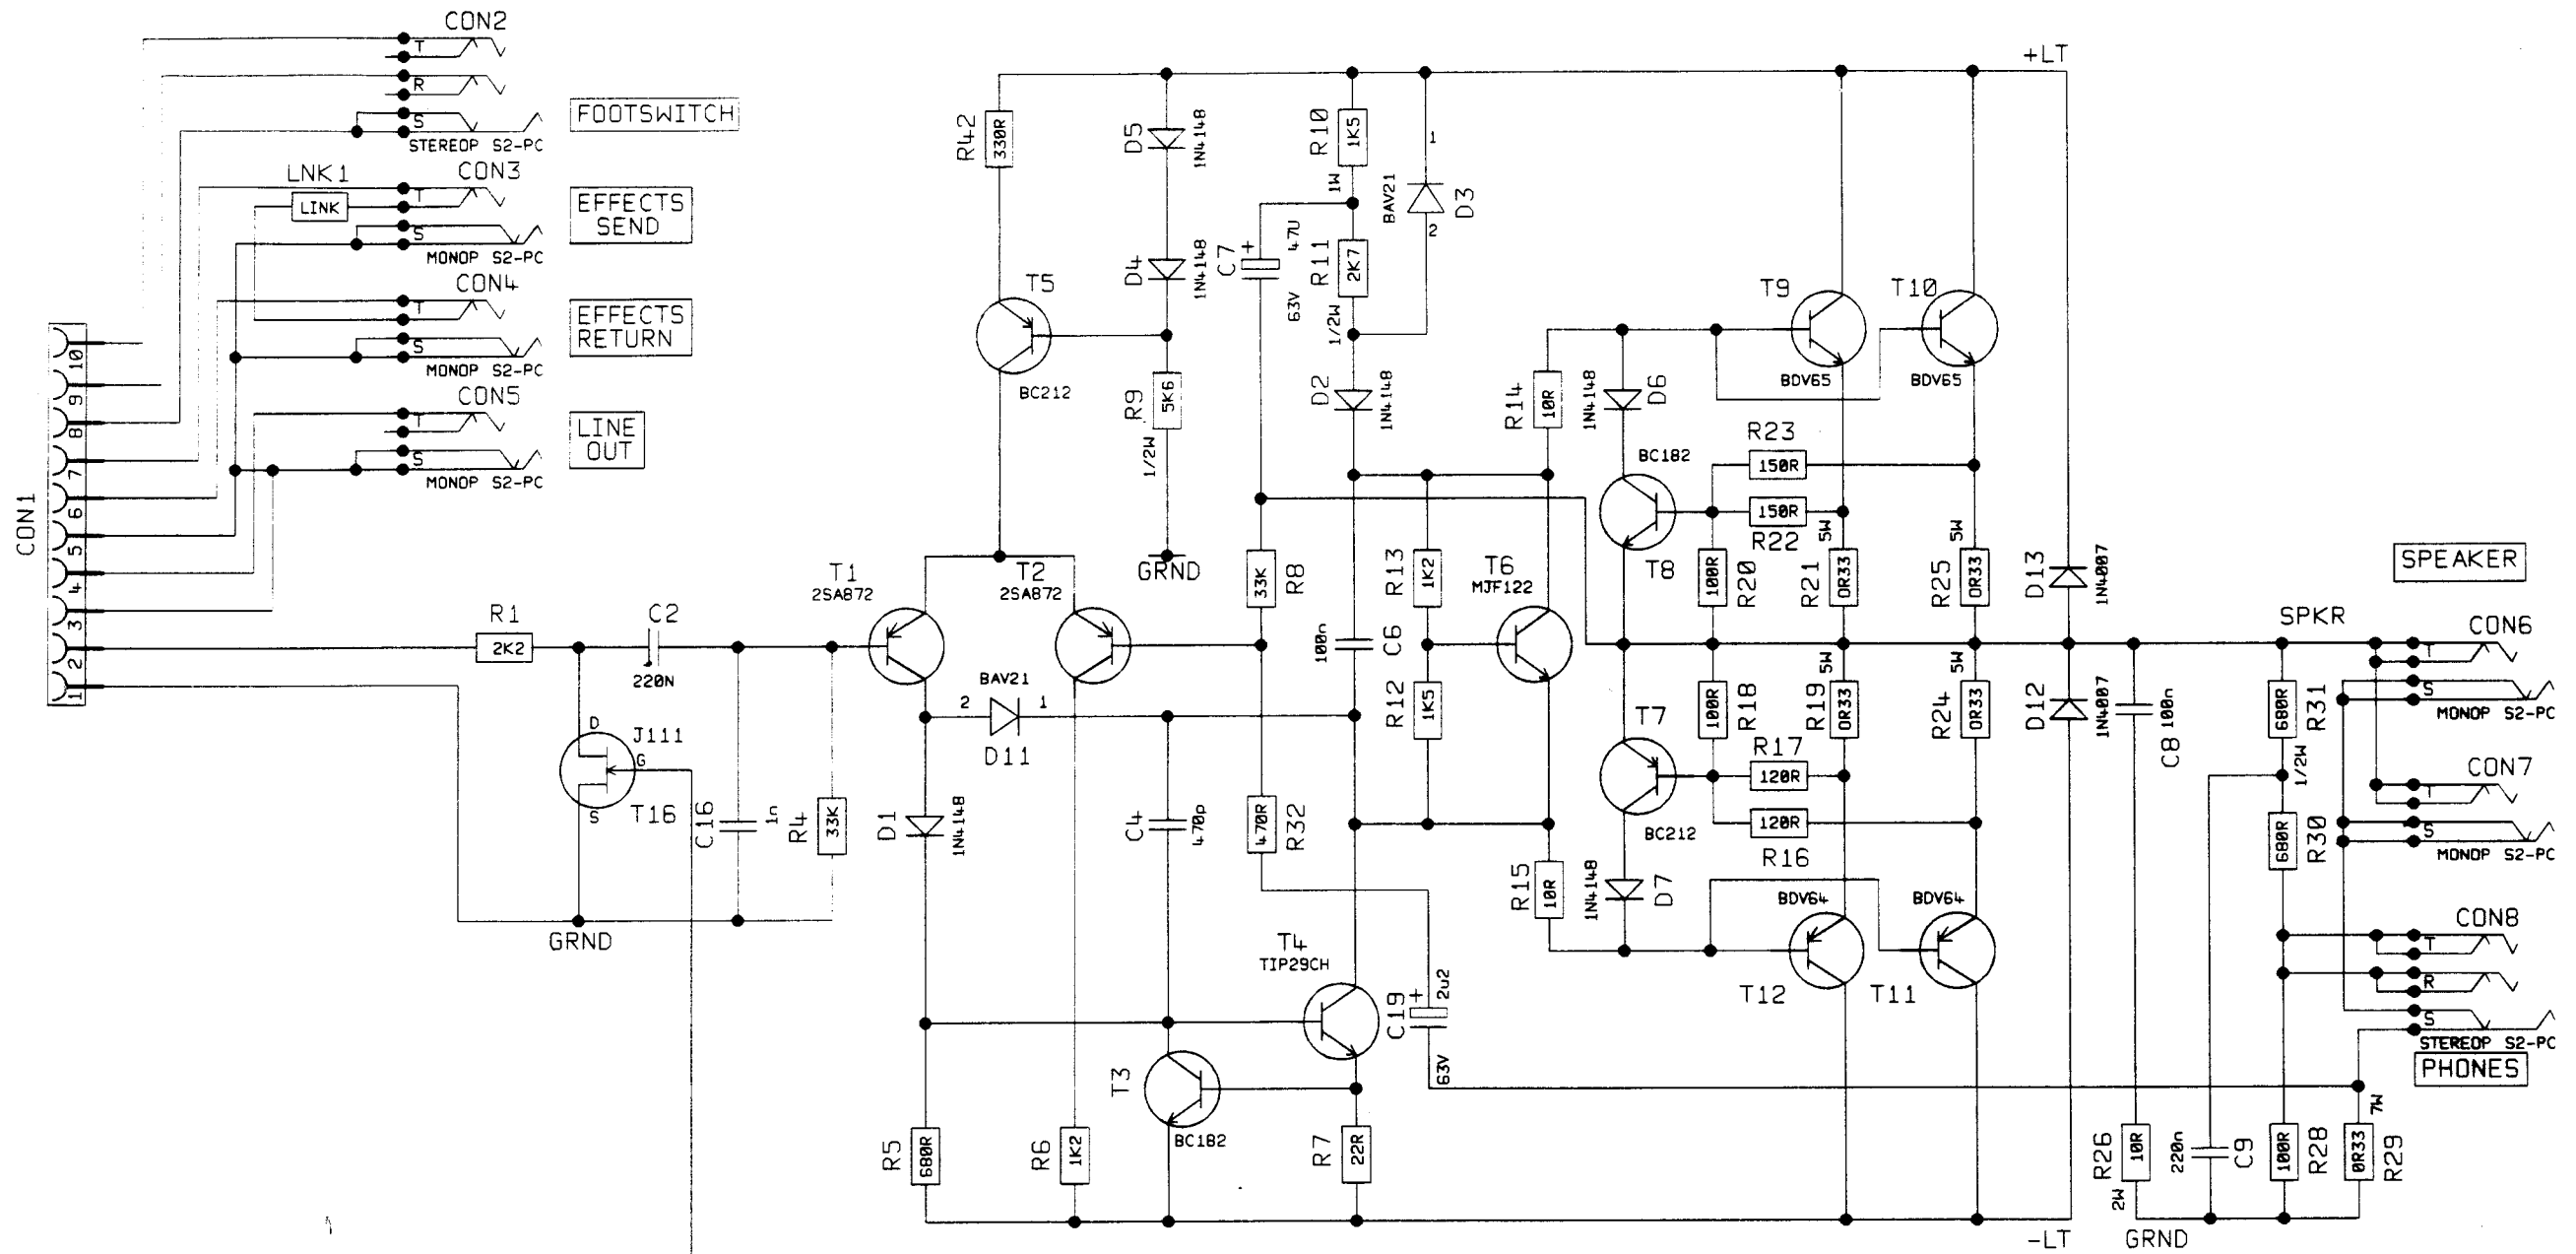 CON2
T
R
S
STEREOP S2-PC
FOOTSWITCH
LNK1
LINK
CON3
T
S
MONOP S2-PC
EFFECTS
SEND
CON4
T
S
MONOP S2-PC
EFFECTS
RETURN
CON5
T
S
MONOP S2-PC
LINE
OUT
CON1
10
9
8
7
6
5
4
3
2
1
R1
2K2
C2
220N
D
J111
G
S
T16
GRND
C16
1n
R4
33K
T1
2SA872
T2
2SA872
BAV21
2
1
D11
D1
1N4148
R5
680R
R6
1K2
C4
470p
T3
BC182
R42
330R
T5
BC212
D5
1N4148
D4
1N4148
R9
5K6
1/2W
GRND
R10
1K5
1W
C7
+
47U
63V
R11
2K7
1/2W
BAV21
1
2
D3
D2
1N4148
R8
33K
R32
470R
100n
C6
R13
1K2
R12
1K5
T6
MJF122
T4
TIP29CH
R7
22R
C19
+
2u2
63V
R14
10R
R15
10R
1N4148
D6
BC182
T8
T7
BC212
1N4148
D7
R23
150R
150R
R22
R20
100R
R18
100R
R17
120R
120R
R16
+LT
T9
BDV65
T10
BDV65
5W
R21
0R33
5W
R25
0R33
5W
R19
0R33
5W
R24
0R33
BDV64
T12
BDV64
T11
D13
1N4007
D12
1N4007
C8
100n
R26
10R
2W
220n
C9
-LT
GRND
SPEAKER
SPKR
CON6
T
S
MONOP S2-PC
R31
680R
1/2W
R30
680R
CON7
T
S
MONOP S2-PC
CON8
T
R
S
STEREOP S2-PC
PHONES
R28
100R
7W
R29
0R33